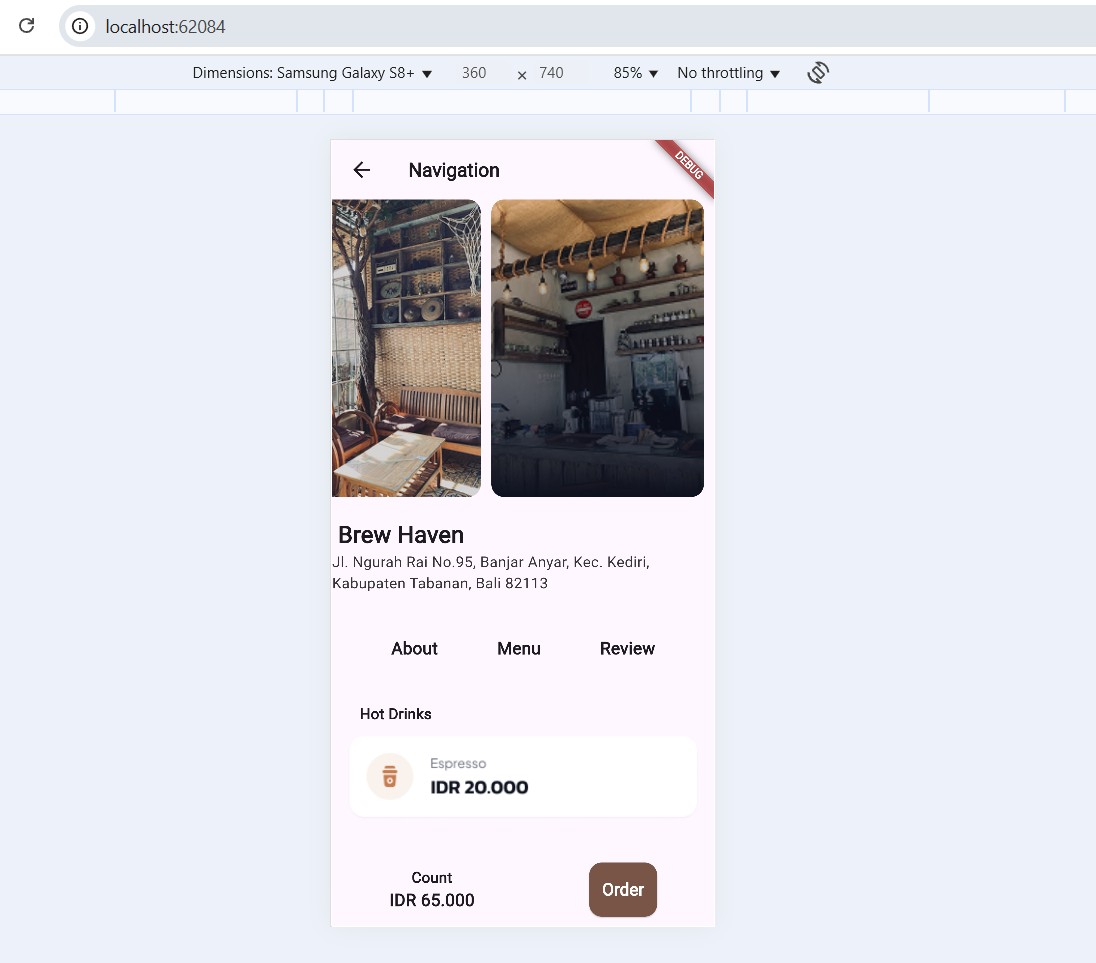 localhost:62084
Dimensions: Samsung Galaxy S8+ 360 × 740 85% No throttling
Navigation
DEBUG
Brew Haven
Jl. Ngurah Rai No.95, Banjar Anyar, Kec. Kediri,
Kabupaten Tabanan, Bali 82113
About Menu Review
Hot Drinks
Espresso
IDR 20.000
Count
IDR 65.000
Order